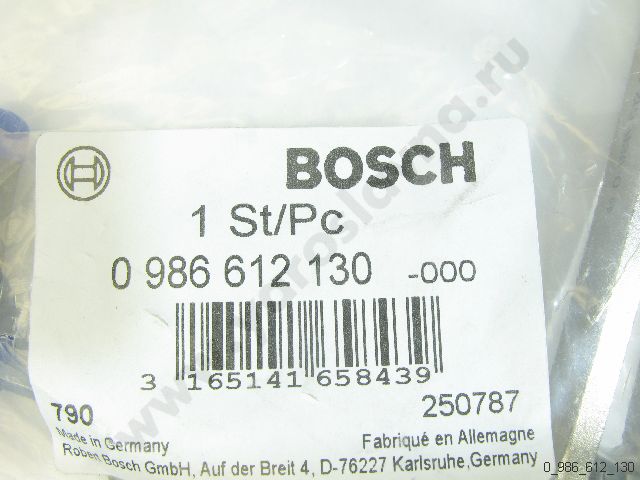 BOSCH
1 St/Pc
0 986 612 130 -000
3 165141 658439
790 250787
Made in Germany Fabriqué en Allemagne
Robert Bosch GmbH, Auf der Breit 4, D-76227 Karlsruhe,Germany
0_986_612_130